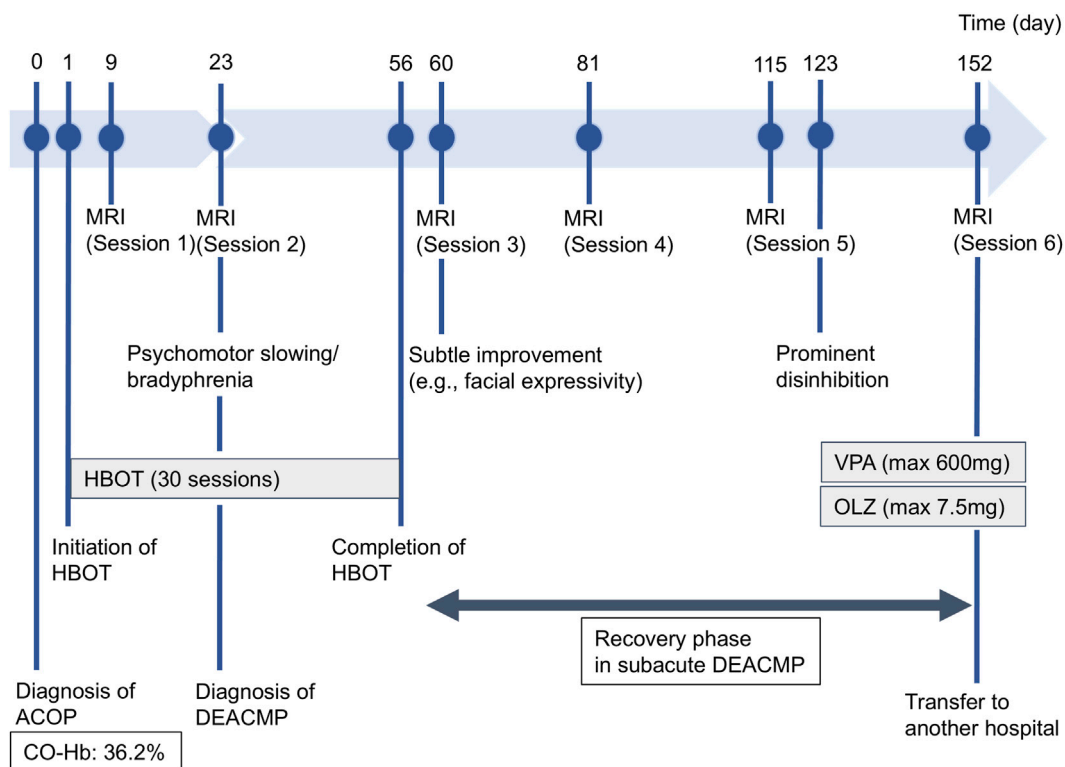 Time (day)
0 1 9 23 56 60 81 115 123 152
MRI
(Session 1)
MRI
(Session 2)
MRI
(Session 3)
MRI
(Session 4)
MRI
(Session 5)
MRI
(Session 6)
Psychomotor slowing/
bradyphrenia
Subtle improvement
(e.g., facial expressivity)
Prominent
disinhibition
HBOT (30 sessions)
VPA (max 600mg)
OLZ (max 7.5mg)
Initiation of
HBOT
Completion of
HBOT
Recovery phase
in subacute DEACMP
Diagnosis of
ACOP
CO-Hb: 36.2%
Diagnosis of
DEACMP
Transfer to
another hospital